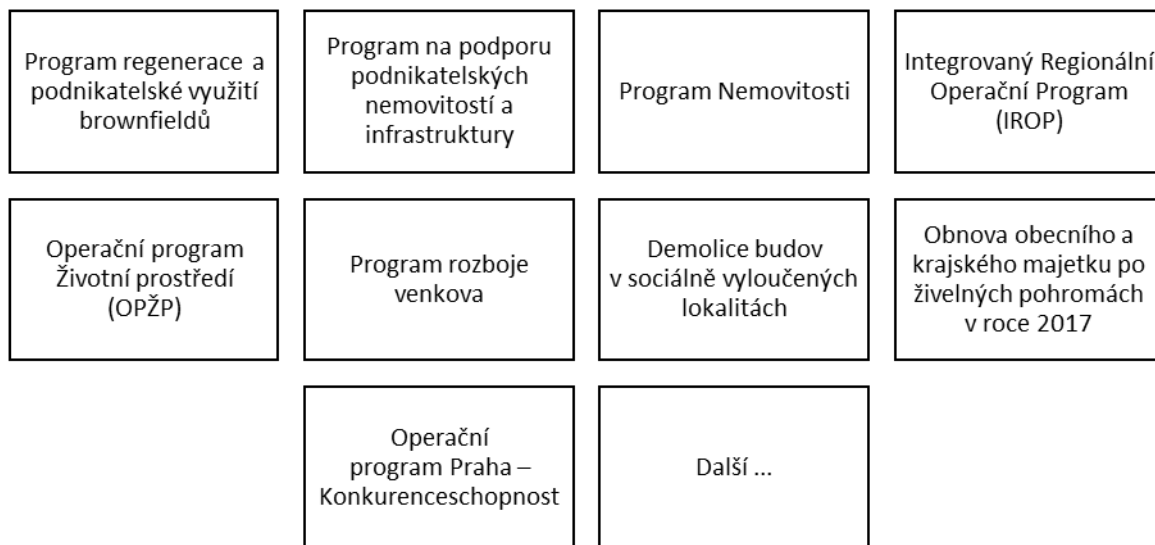 Program regenerace a
podnikatelské využití
brownfieldů
Program na podporu
podnikatelských
nemovitostí a
infrastruktury
Program Nemovitosti
Integrovaný Regionální
Operační Program
(IROP)
Operační program
Životní prostředí
(OPŽP)
Program rozboje
venkova
Demolice budov
v sociálně vyloučených
lokalitách
Obnova obecního a
krajského majetku po
živelných pohromách
v roce 2017
Operační
program Praha –
Konkurenceschopnost
Další ...